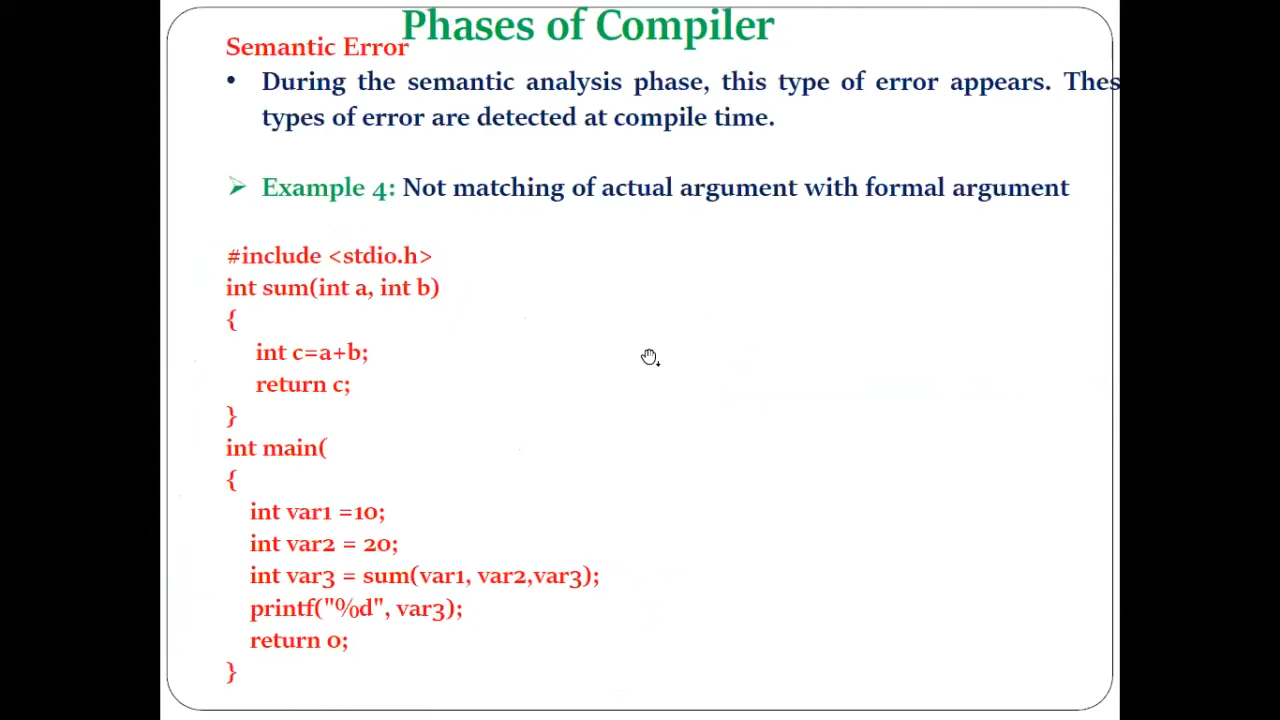 Phases of Compiler
Semantic Error
• During the semantic analysis phase, this type of error appears. Thes
types of error are detected at compile time.
➢ Example 4: Not matching of actual argument with formal argument
#include <stdio.h>
int sum(int a, int b)
{
int c=a+b;
return c;
}
int main(
{
int var1 =10;
int var2 = 20;
int var3 = sum(var1, var2,var3);
printf("%d", var3);
return 0;
}